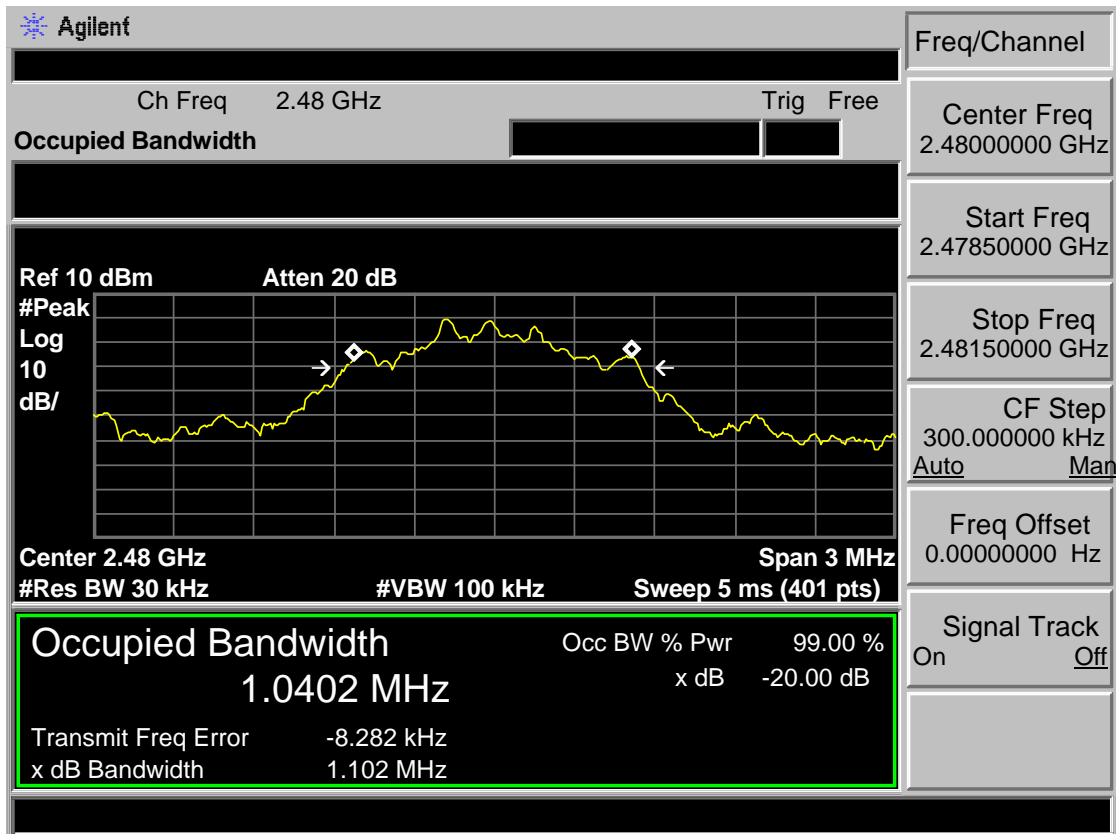 Agilent
Freq/Channel
Ch Freq 2.48 GHz Trig Free
Occupied Bandwidth
Center Freq
2.48000000 GHz
Start Freq
2.47850000 GHz
Stop Freq
2.48150000 GHz
CF Step
300.000000 kHz
Auto Man
Freq Offset
0.00000000 Hz
Signal Track
On Off
Ref 10 dBm Atten 20 dB
#Peak
Log
10
dB/
Center 2.48 GHz Span 3 MHz
#Res BW 30 kHz #VBW 100 kHz Sweep 5 ms (401 pts)
Occupied Bandwidth
1.0402 MHz
Occ BW % Pwr 99.00 %
x dB -20.00 dB
Transmit Freq Error -8.282 kHz
x dB Bandwidth 1.102 MHz